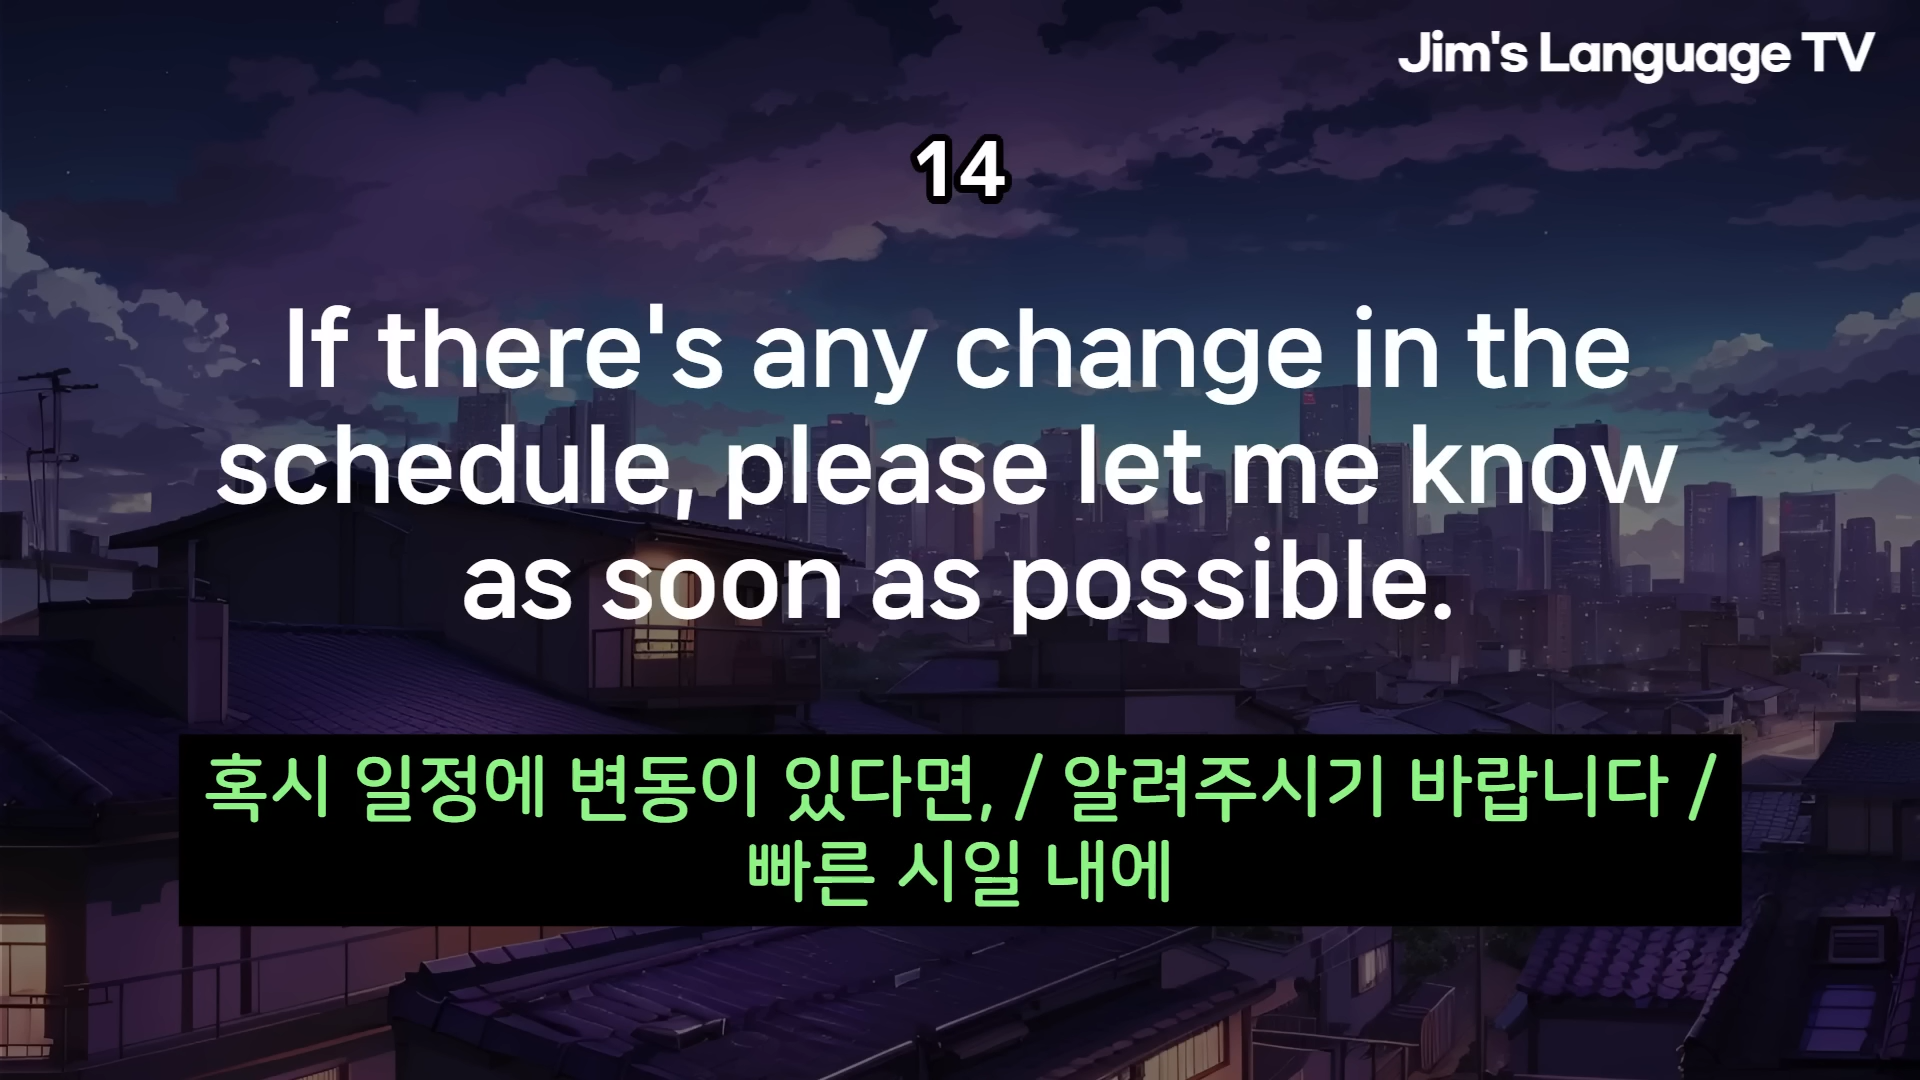 Jim's Language TV
14
If there's any change in the
schedule, please let me know
as soon as possible.
혹시 일정에 변동이 있다면, / 알려주시기 바랍니다 /
빠른 시일 내에